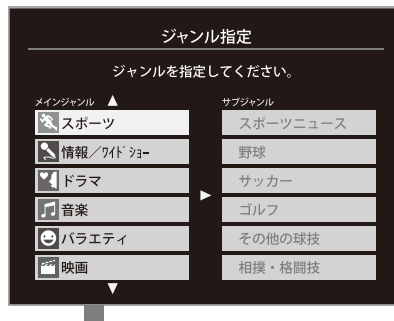 ジャンル指定
ジャンルを指定してください。
メインジャンル
スポーツ
情報／ﾜｲﾄﾞｼｮｰ
ドラマ
音楽
バラエティ
映画
サブジャンル
スポーツニュース
野球
サッカー
ゴルフ
その他の球技
相撲・格闘技